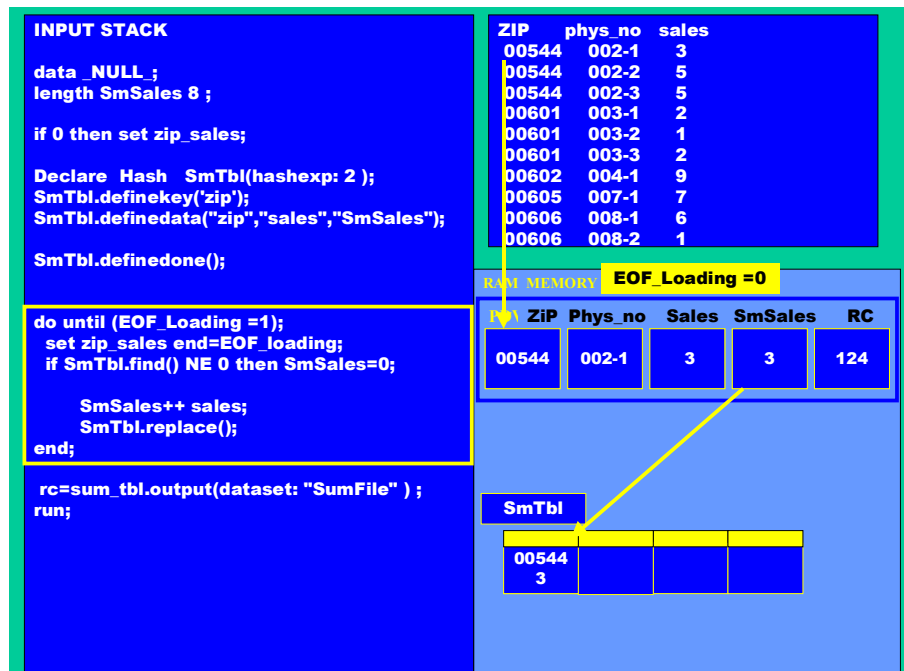 INPUT STACK
data _NULL_;
length SmSales 8 ;
if 0 then set zip_sales;
Declare Hash SmTbl(hashexp: 2 );
SmTbl.definekey('zip');
SmTbl.definedata("zip","sales","SmSales");
SmTbl.definedone();
do until (EOF_Loading =1);
set zip_sales end=EOF_loading;
if SmTbl.find() NE 0 then SmSales=0;
SmSales++ sales;
SmTbl.replace();
end;
rc=sum_tbl.output(dataset: "SumFile" ) ;
run;
ZIP phys_no sales
00544 002-1 3
00544 002-2 5
00544 002-3 5
00601 003-1 2
00601 003-2 1
00601 003-3 2
00602 004-1 9
00605 007-1 7
00606 008-1 6
00606 008-2 1
RAM MEMORY EOF_Loading =0
ZiP Phys_no Sales SmSales RC
00544 002-1 3 3 124
SmTbl
00544
3